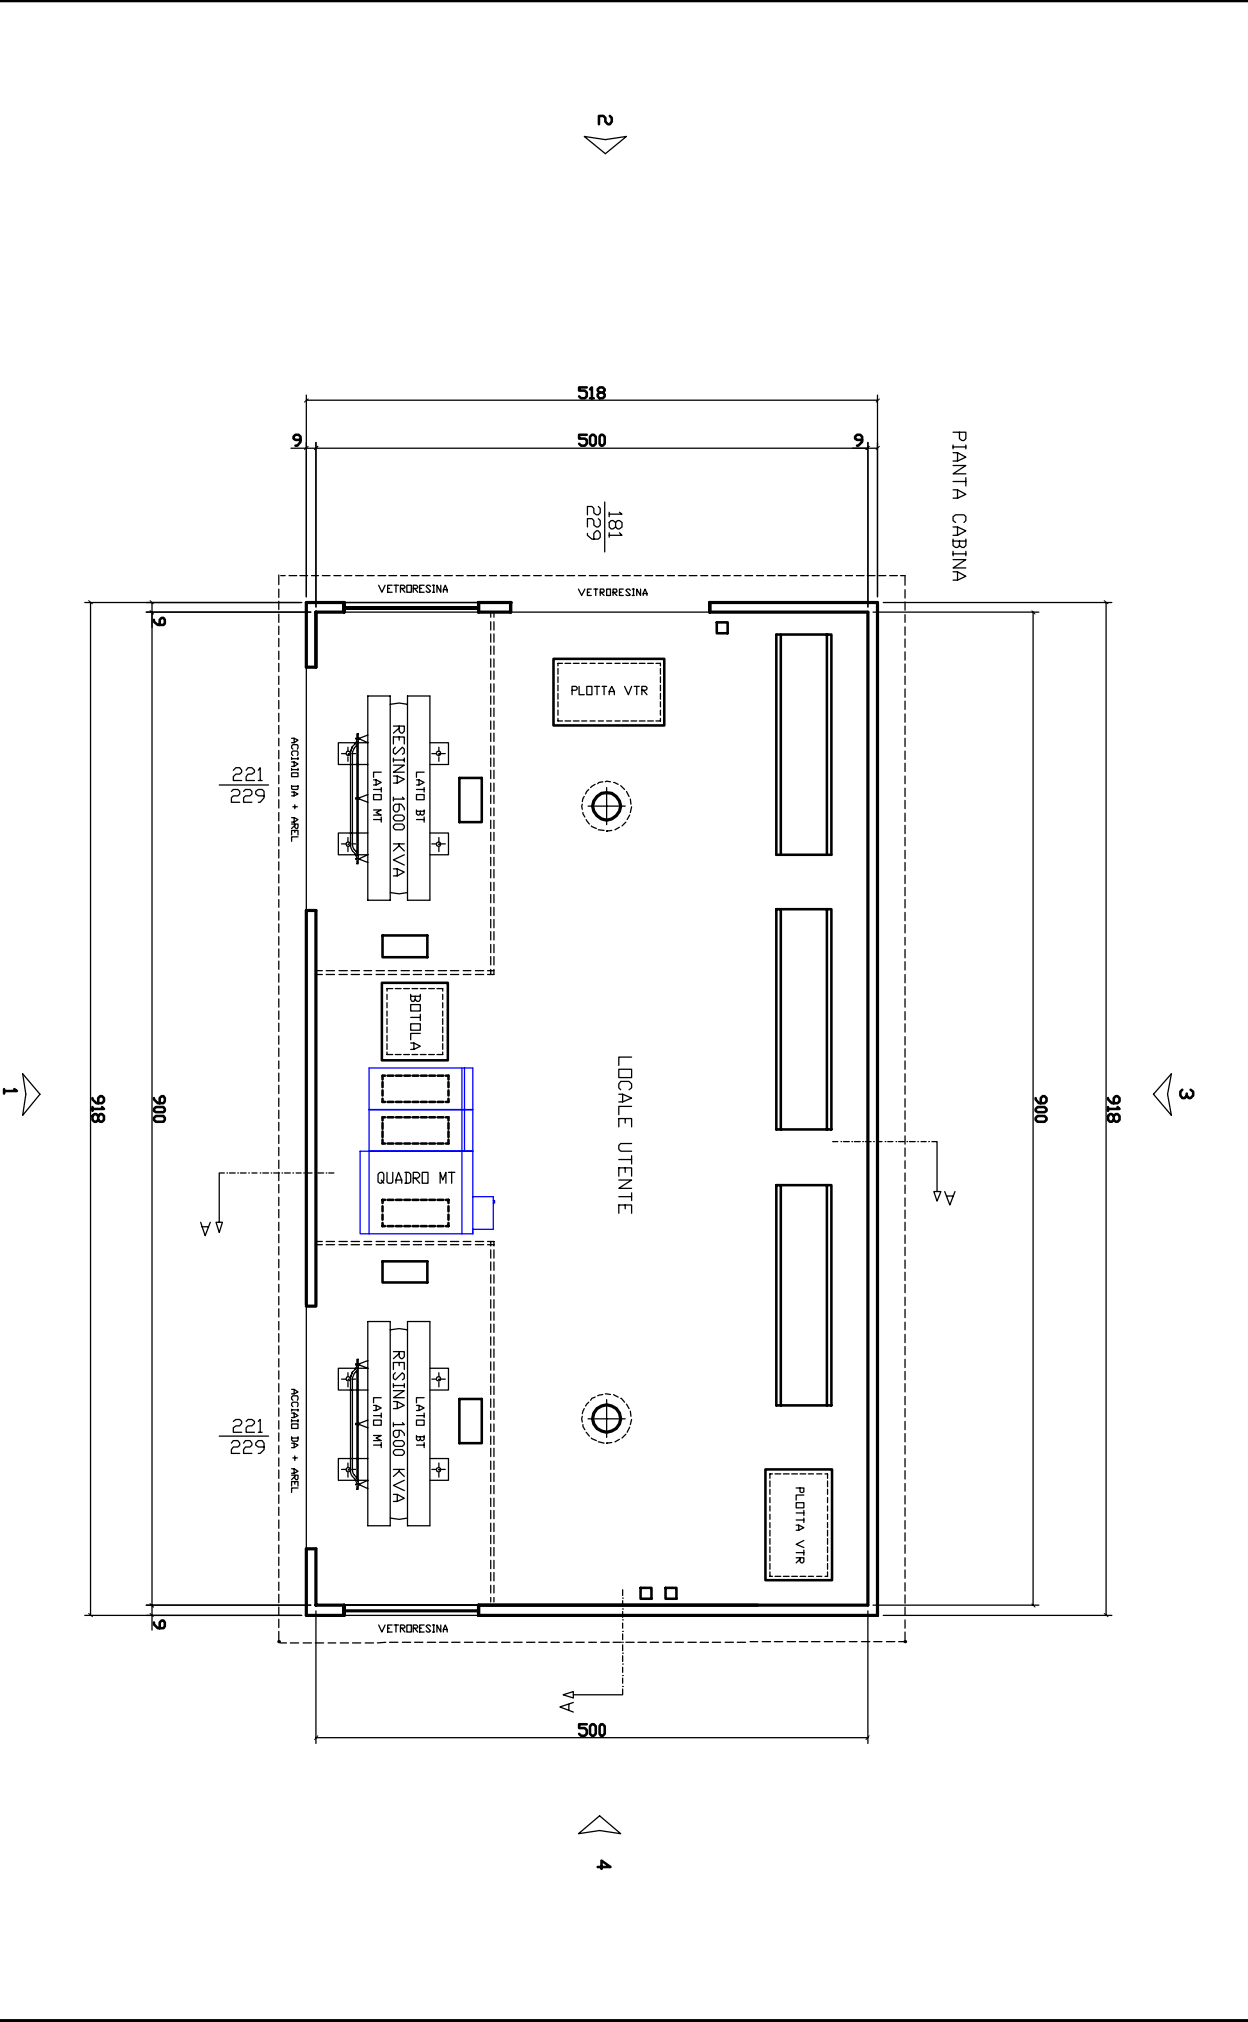 2
518
9
500
9
PIANTA CABINA
181
229
VETRORESINA
VETRORESINA
9
PLOTTA VTR
RESINA 1600 KVA
LATO MT
LATO BT
221
229
ACCIAIO DA + AREL
BOTOLA
LOCALE UTENTE
1
3
918
900
900
918
QUADRO MT
A
A
RESINA 1600 KVA
LATO MT
LATO BT
221
229
ACCIAIO DA + AREL
PLOTTA VTR
VETRORESINA
9
A
500
4